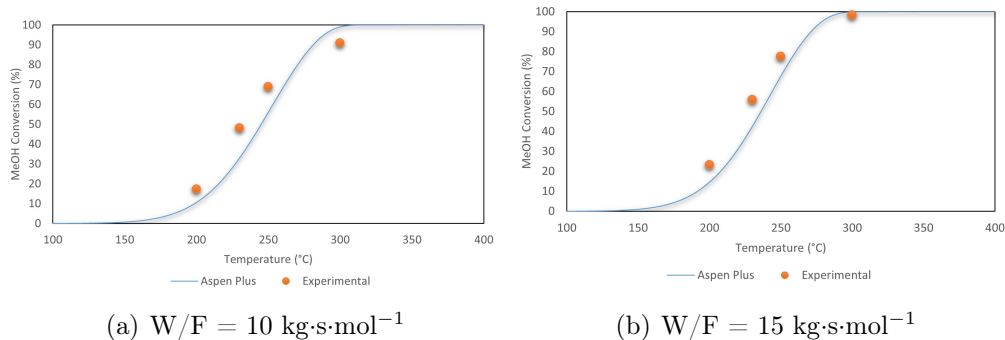 100
90
80
70
60
50
40
30
20
10
0
MeOH Conversion (%)
100 150 200 250 300 350 400
Temperature (°C)
Aspen Plus Experimental
(a) W/F = 10 kg·s·mol⁻¹
100
90
80
70
60
50
40
30
20
10
0
MeOH Conversion (%)
100 150 200 250 300 350 400
Temperature (°C)
Aspen Plus Experimental
(b) W/F = 15 kg·s·mol⁻¹